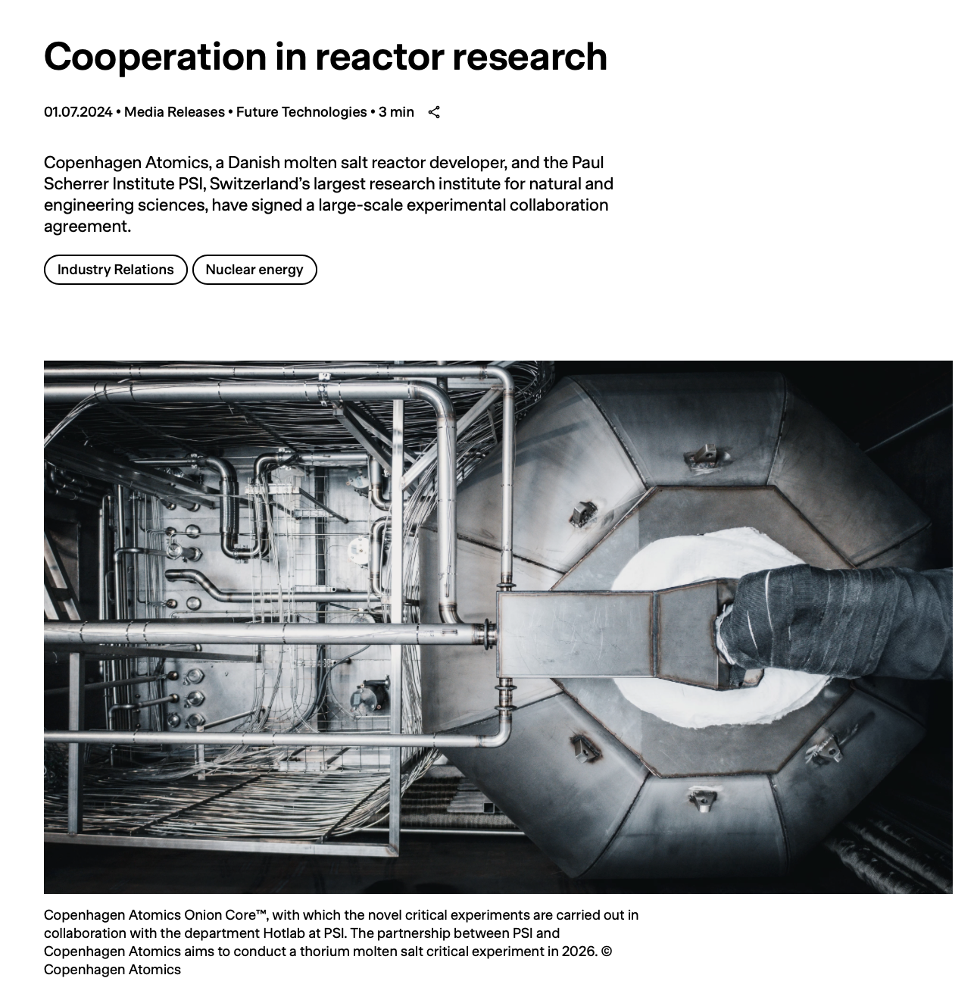 Cooperation in reactor research
01.07.2024 • Media Releases • Future Technologies • 3 min
Copenhagen Atomics, a Danish molten salt reactor developer, and the Paul
Scherrer Institute PSI, Switzerland’s largest research institute for natural and
engineering sciences, have signed a large-scale experimental collaboration
agreement.
Industry Relations
Nuclear energy
Copenhagen Atomics Onion Core™, with which the novel critical experiments are carried out in
collaboration with the department Hotlab at PSI. The partnership between PSI and
Copenhagen Atomics aims to conduct a thorium molten salt critical experiment in 2026. ©
Copenhagen Atomics